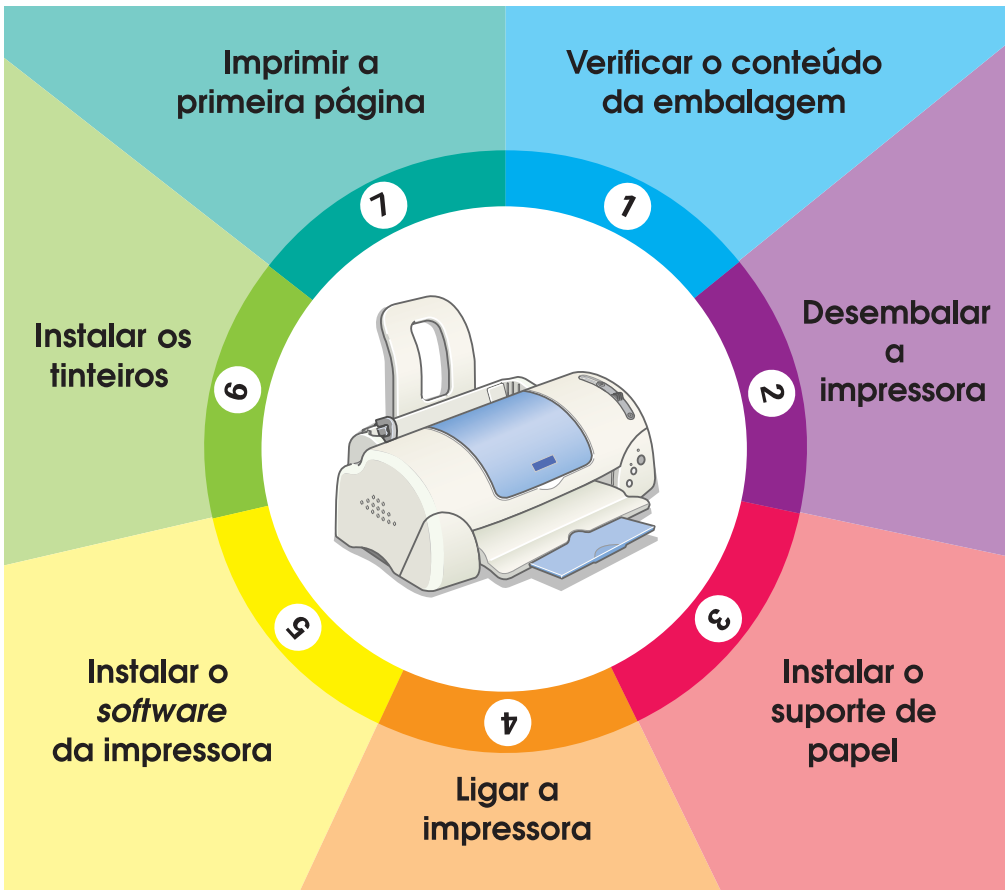 1
Verificar o conteúdo
da embalagem
2
Desembalar
a
impressora
3
Instalar o
suporte de
papel
4
Ligar a
impressora
5
Instalar o
software
da impressora
6
Instalar os
tinteiros
7
Imprimir a
primeira página